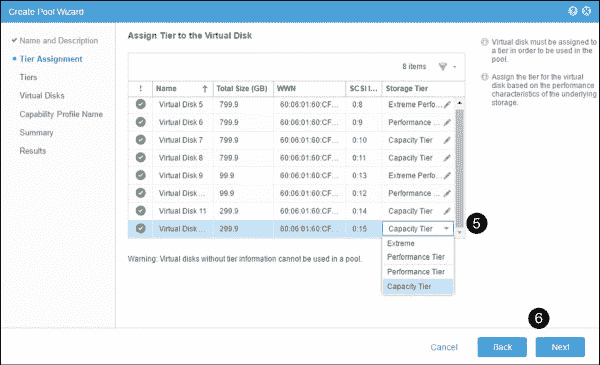 Create Pool Wizard
Name and Description
Tier Assignment
Tiers
Virtual Disks
Capability Profile Name
Summary
Results
Assign Tier to the Virtual Disk
8 items
! Name Total Size (GB) WWN SCSI I... Storage Tier
Virtual Disk 5 799.9 60:06:01:60:CF... 0:8 Extreme Perfo...
Virtual Disk 6 799.9 60:06:01:60:CF... 0:9 Performance ...
Virtual Disk 7 799.9 60:06:01:60:CF... 0:10 Capacity Tier
Virtual Disk 8 799.9 60:06:01:60:CF... 0:11 Capacity Tier
Virtual Disk 9 99.9 60:06:01:60:CF... 0:13 Extreme Perfo...
Virtual Disk ... 99.9 60:06:01:60:CF... 0:12 Performance ...
Virtual Disk 11 299.9 60:06:01:60:CF... 0:14 Capacity Tier
Virtual Disk ... 299.9 60:06:01:60:CF... 0:15 Capacity Tier
5
Extreme
Performance Tier
Performance Tier
Capacity Tier
Warning: Virtual disks without tier information cannot be used in a pool.
Virtual disk must be assigned
to a tier in order to be used in the
pool.
Assign the tier for the virtual
disk based on the performance
characteristics of the underlying
storage.
6
Cancel
Back
Next